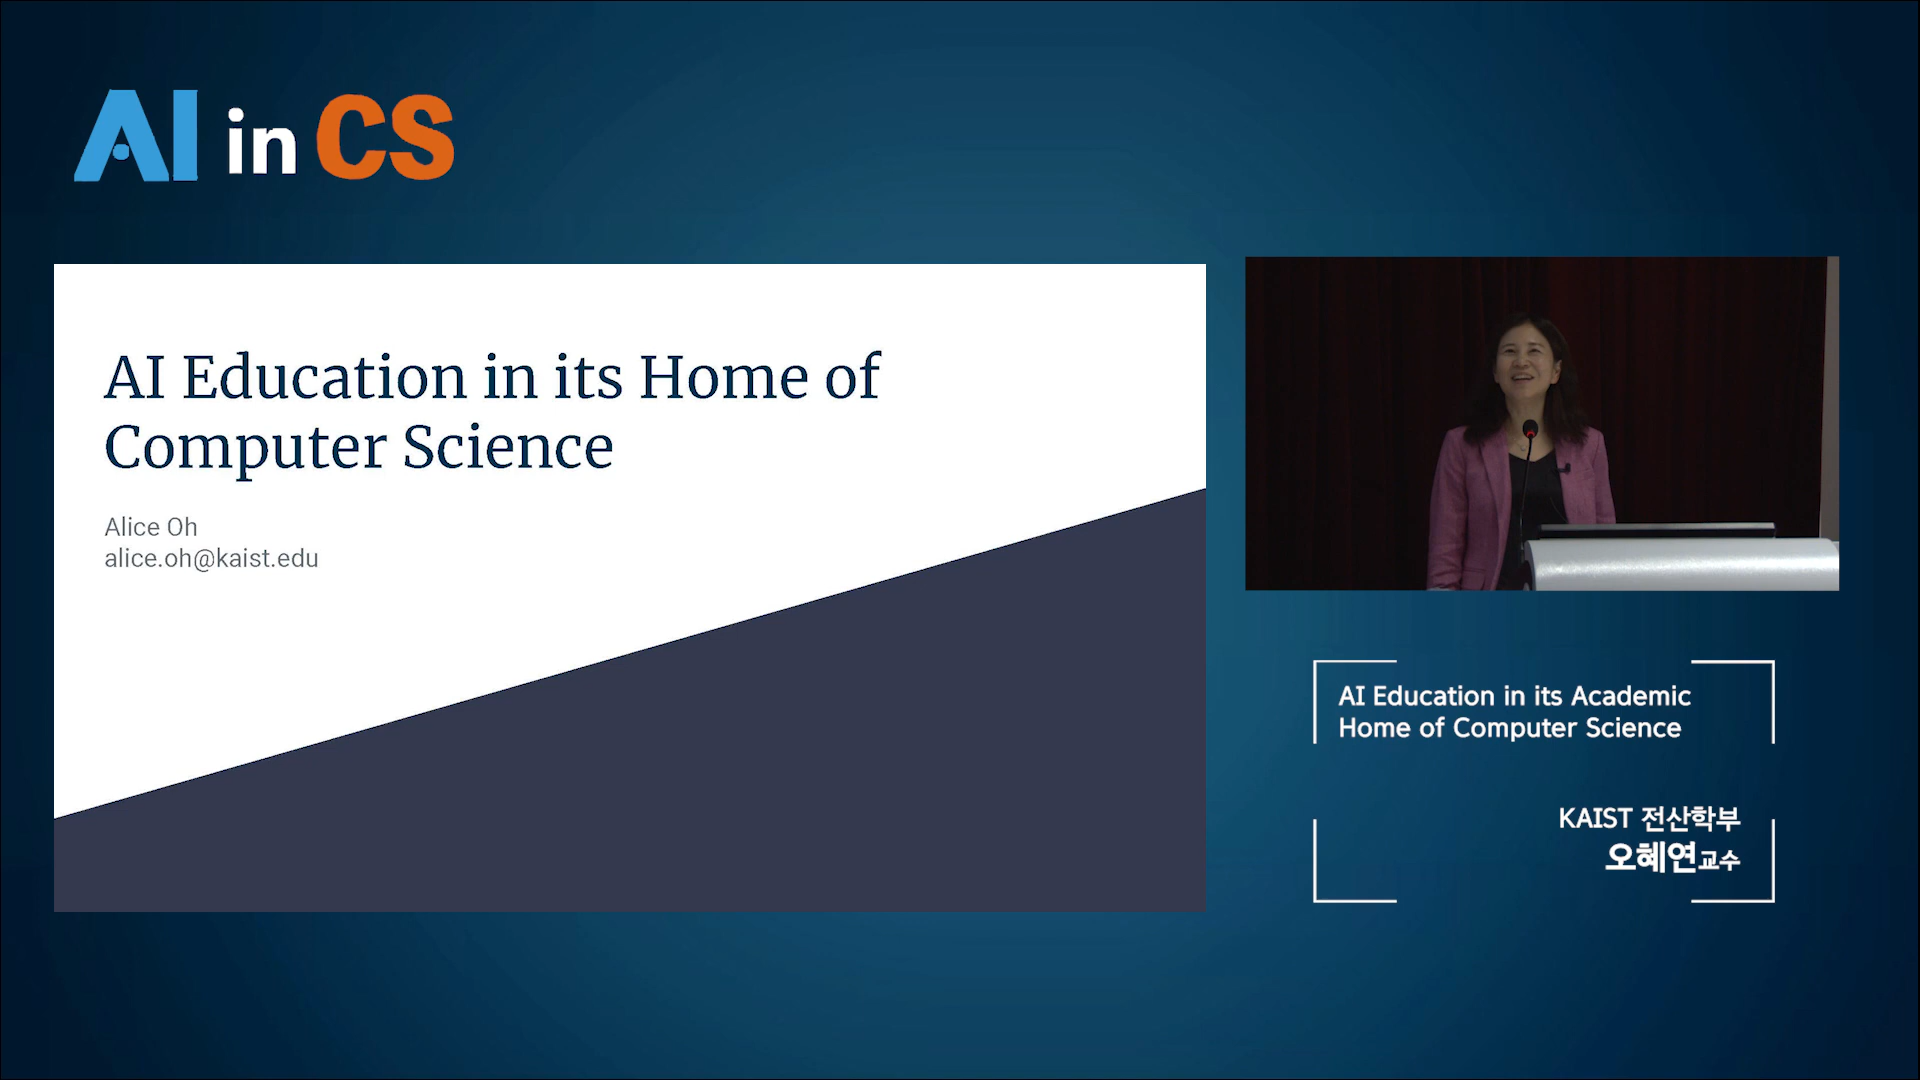 AI in CS
AI Education in its Home of
Computer Science
Alice Oh
alice.oh@kaist.edu
AI Education in its Academic
Home of Computer Science
KAIST 전산학부
오혜연교수